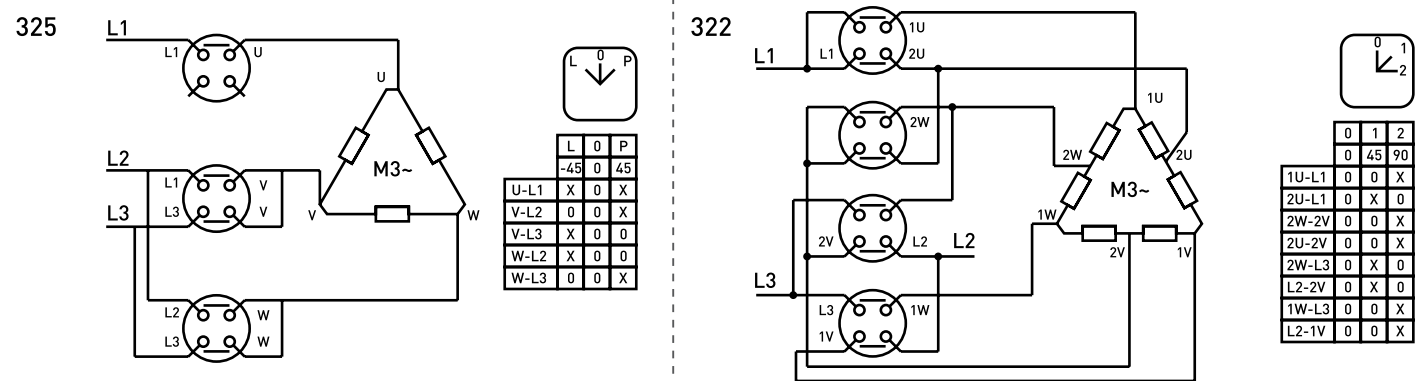 325
L1
L1
U
U
L2
L1
V
L3
V
L3
M3~
V
W
L2
W
L3
W
L 0 P
L 0 P
-45 0 45
U-L1 X 0 X
V-L2 0 0 X
V-L3 X 0 0
W-L2 X 0 0
W-L3 0 0 X
322
1U
L1
L1
2U
2W
2V
L2
L2
L3
L3
1W
1V
1U
2W
2U
M3~
1W
2V
1V
0
1
2
0 1 2
0 45 90
1U-L1 0 0 X
2U-L1 0 X 0
2W-2V 0 0 X
2U-2V 0 0 X
2W-L3 0 X 0
L2-2V 0 X 0
1W-L3 0 0 X
L2-1V 0 0 X